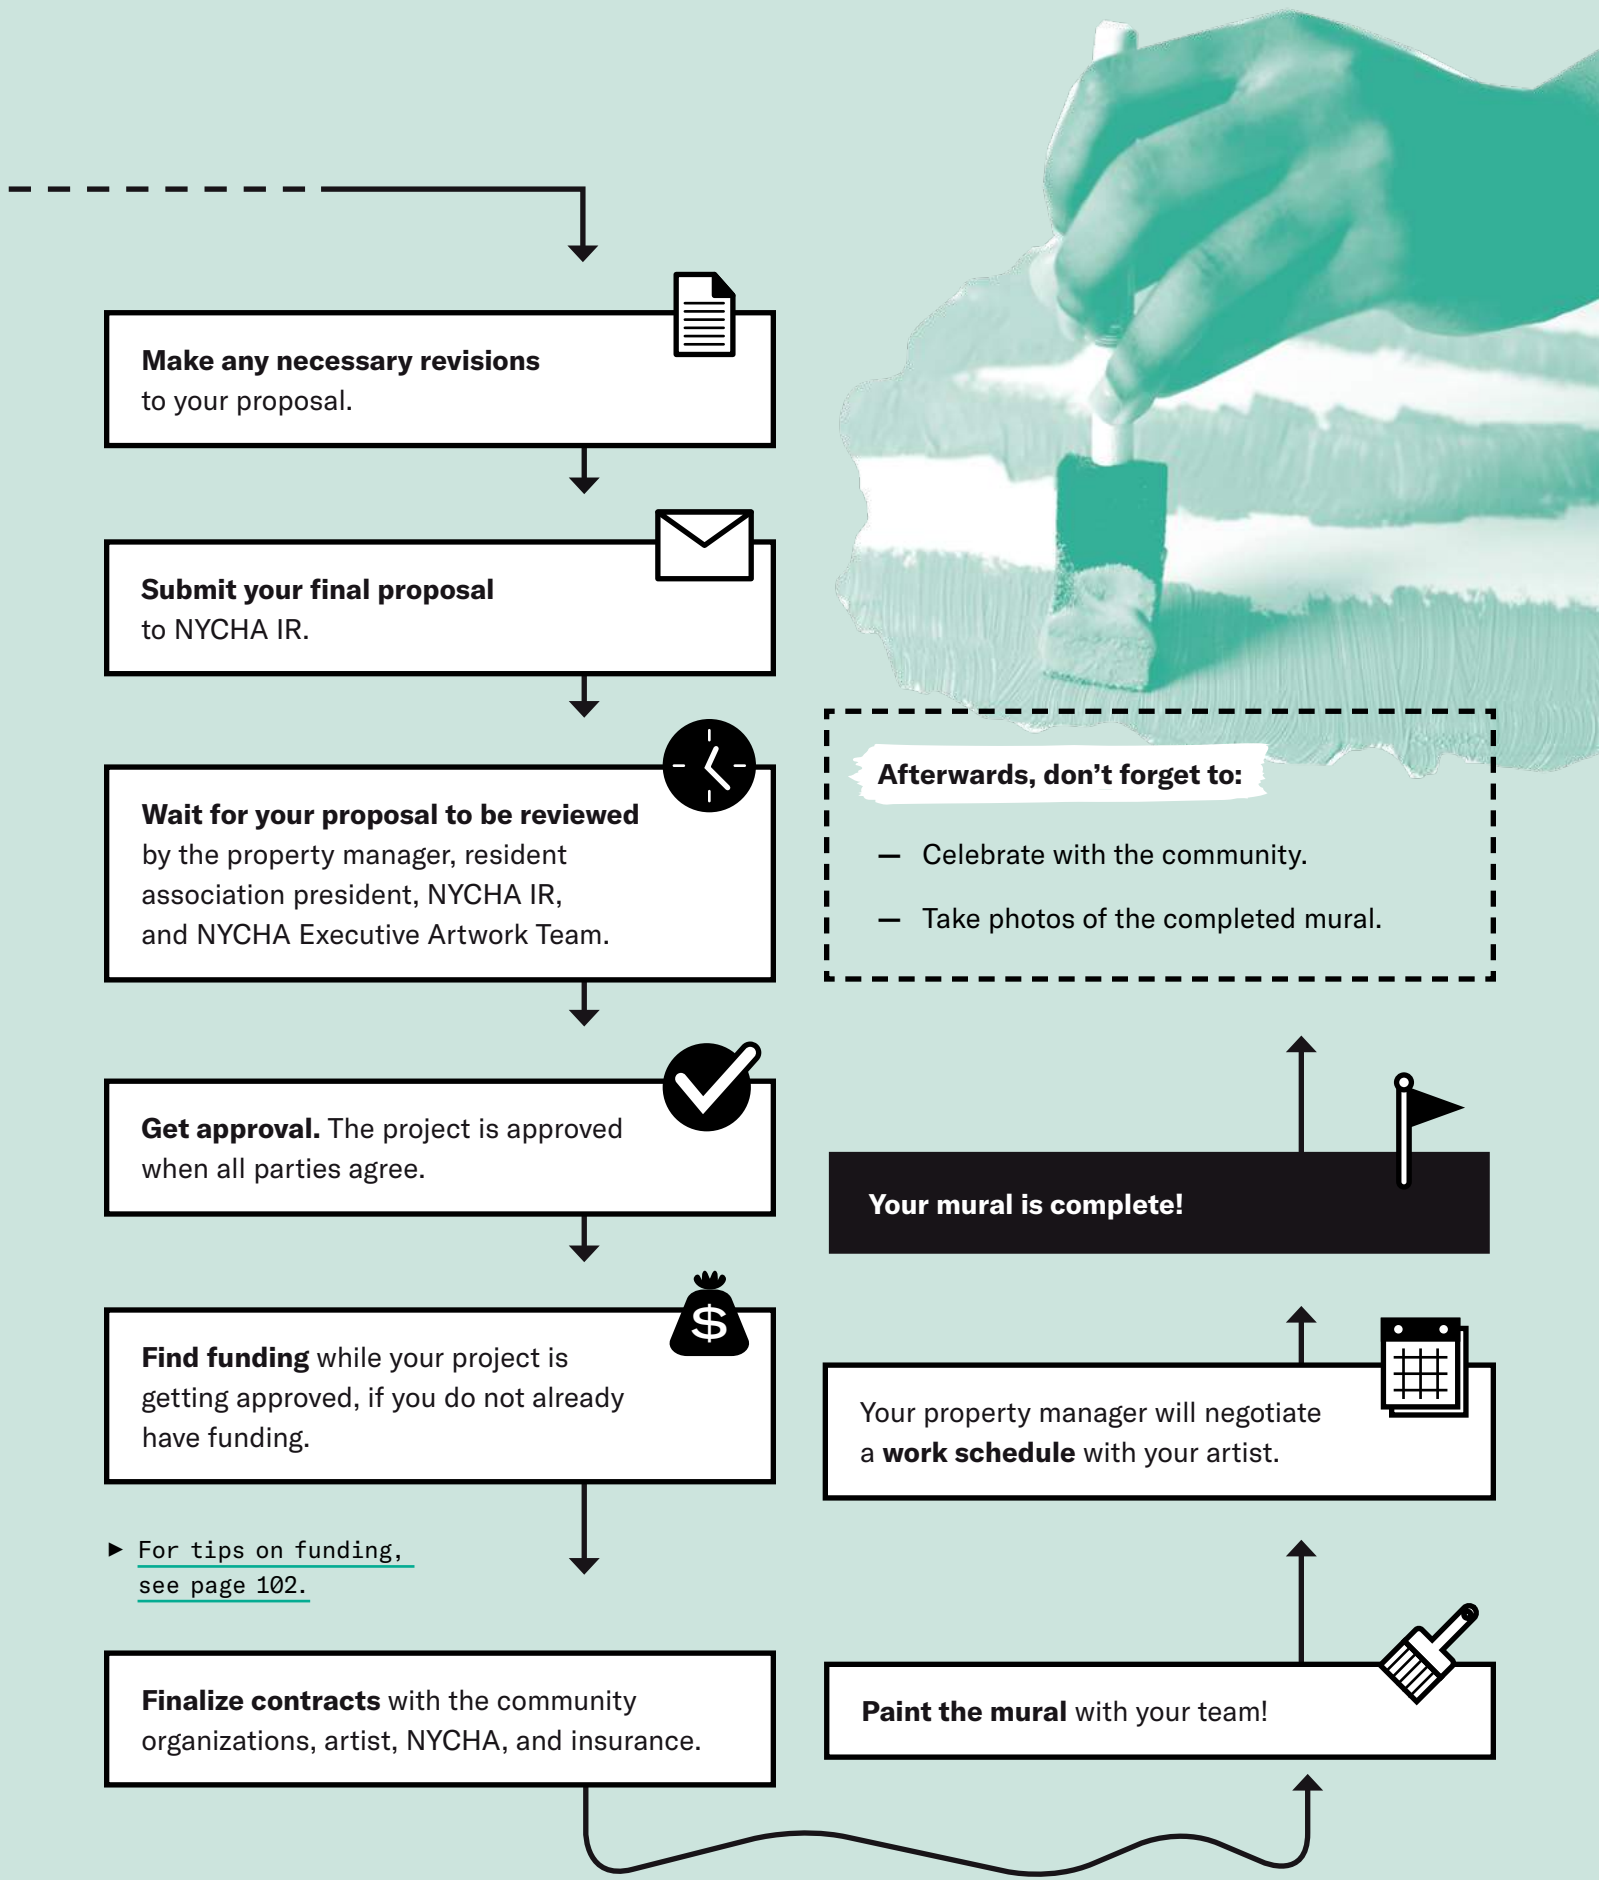 Make any necessary revisions
to your proposal.
Submit your final proposal
to NYCHA IR.
Wait for your proposal to be reviewed
by the property manager, resident
association president, NYCHA IR,
and NYCHA Executive Artwork Team.
Get approval. The project is approved
when all parties agree.
$
Find funding while your project is
getting approved, if you do not already
have funding.
► For tips on funding,
see page 102.
Finalize contracts with the community
organizations, artist, NYCHA, and insurance.
Paint the mural with your team!
Your property manager will negotiate
a work schedule with your artist.
Your mural is complete!
Afterwards, don’t forget to:
— Celebrate with the community.
— Take photos of the completed mural.